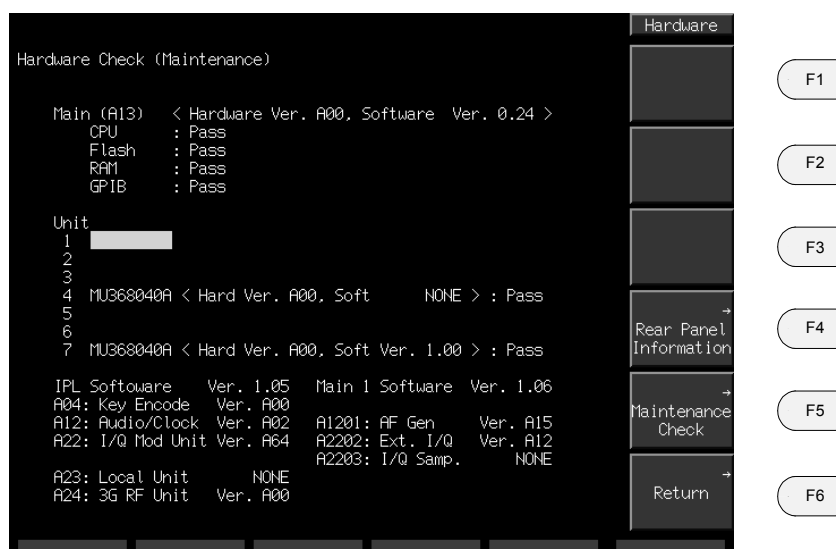 Hardware
Hardware Check (Maintenance)
F1
Main (A13) < Hardware Ver. A00, Software Ver. 0.24 >
CPU : Pass
Flash : Pass
RAM : Pass
GPIB : Pass
F2
Unit
1
2
3
F3
4 MU368040A < Hard Ver. A00, Soft NONE > : Pass
5
6
7 MU368040A < Hard Ver. A00, Soft Ver. 1.00 > : Pass
→
Rear Panel
Information
F4
IPL Softoware Ver. 1.05 Main 1 Software Ver. 1.06
A04: Key Encode Ver. A00
A12: Audio/Clock Ver. A02 A1201: AF Gen Ver. A15
A22: I/Q Mod Unit Ver. A64 A2202: Ext. I/Q Ver. A12
A2203: I/Q Samp. NONE
→
Maintenance
Check
F5
A23: Local Unit NONE
A24: 3G RF Unit Ver. A00
→
Return
F6